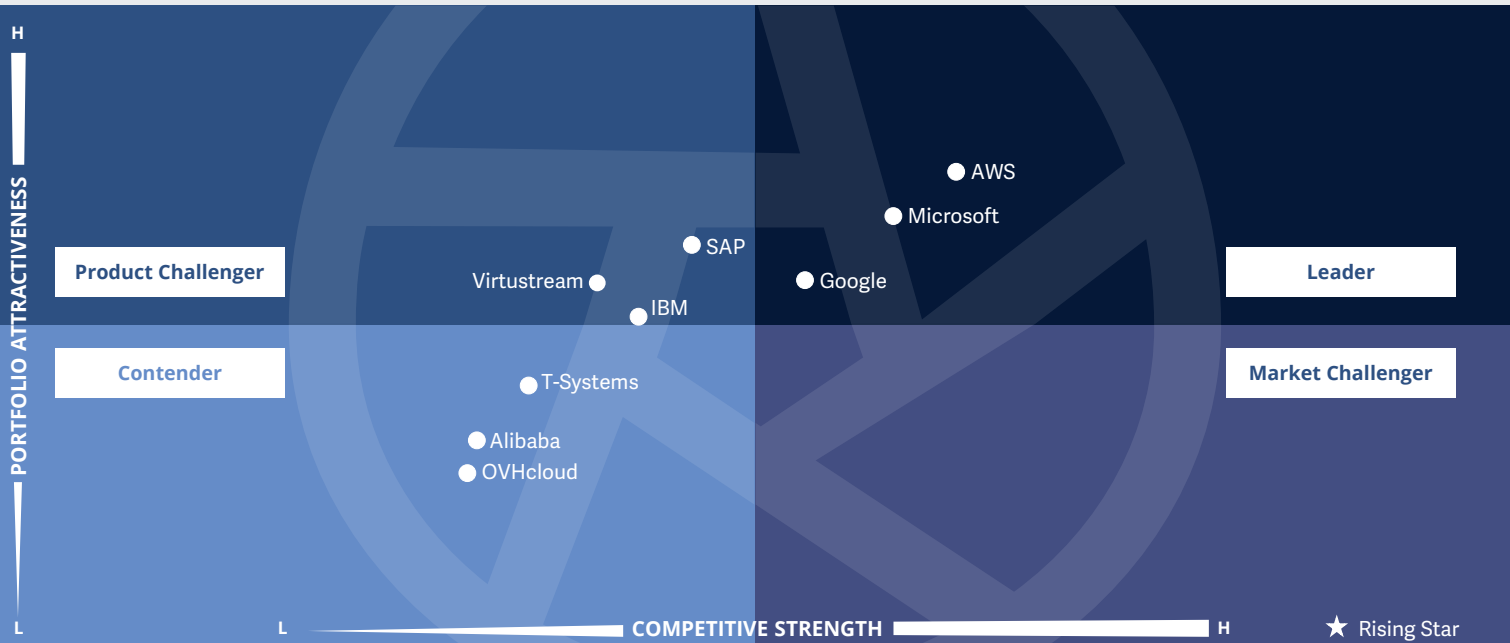 H
PORTFOLIO ATTRACTIVENESS
AWS
Microsoft
SAP
Virtustream
Google
IBM
Product Challenger
Leader
Contender
Market Challenger
T-Systems
Alibaba
OVHcloud
L
L
COMPETITIVE STRENGTH
H
Rising Star